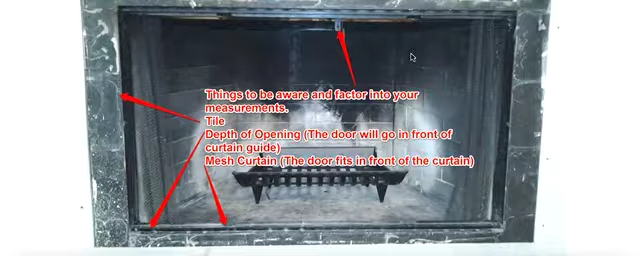 Things to be aware and factor into your
measurements.
Tile
Depth of Opening (The door will go in front of
curtain guide)
Mesh Curtain (The door fits in front of the curtain)